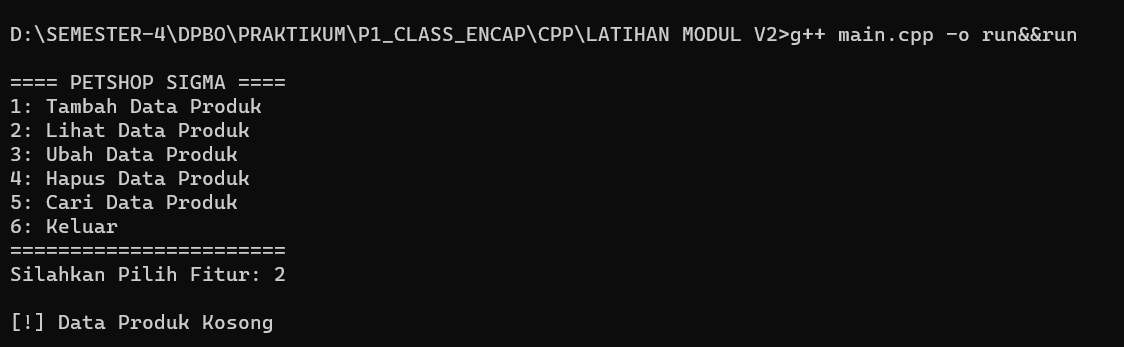 D:\SEMESTER-4\DPBO\PRAKTIKUM\P1_CLASS_ENCAP\CPP\LATIHAN MODUL V2>g++ main.cpp -o run&&run
==== PETSHOP SIGMA ====
1: Tambah Data Produk
2: Lihat Data Produk
3: Ubah Data Produk
4: Hapus Data Produk
5: Cari Data Produk
6: Keluar
=======================
Silahkan Pilih Fitur: 2
[!] Data Produk Kosong